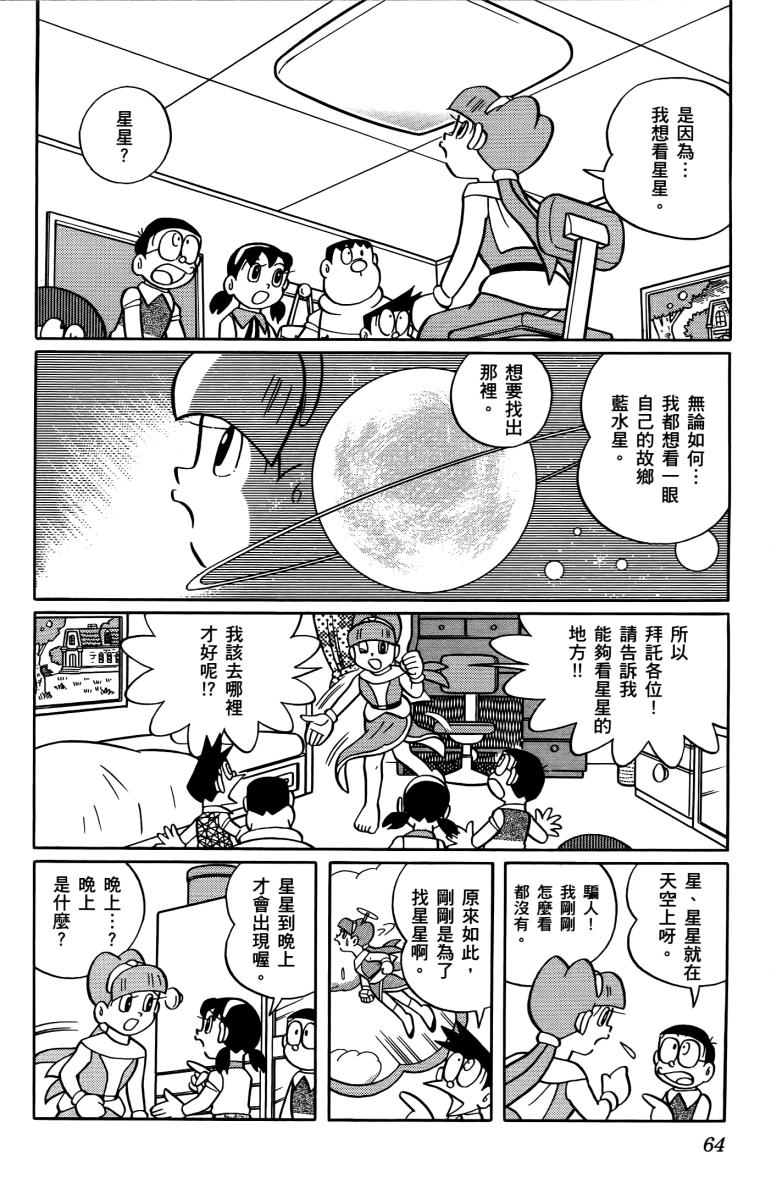 是因為…
我想看星星。
星星？
無論如何…
我都想看一眼
自己的故鄉
藍水星。
想要找出
那裡。
所以
拜託各位！
請告訴我
能夠看星星的
地方!!
我該去哪裡
才好呢!?
星、星星就在
天空上呀。
騙人！
我剛剛
怎麼看
都沒有。
原來如此，
剛剛是為了
找星星啊。
星星到晚上
才會出現喔。
晚上…？
晚上
是什麼？
64